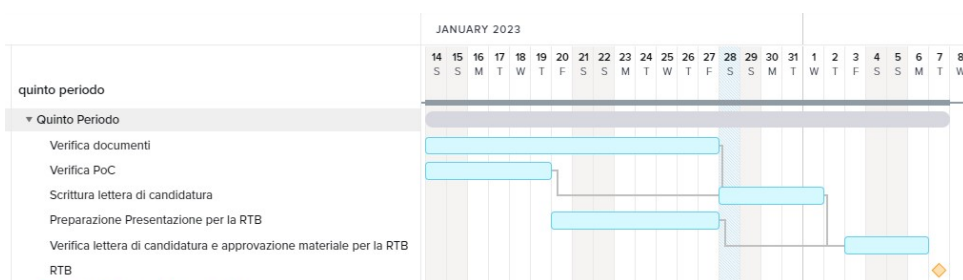 JANUARY 2023
14 15 16 17 18 19 20 21 22 23 24 25 26 27 28 29 30 31 1 2 3 4 5 6 7 8
S S M T W T F S S M T W T F S S M T W T F S S M T W
quinto periodo
Quinto Periodo
Verifica documenti
Verifica PoC
Scrittura lettera di candidatura
Preparazione Presentazione per la RTB
Verifica lettera di candidatura e approvazione materiale per la RTB
RTB